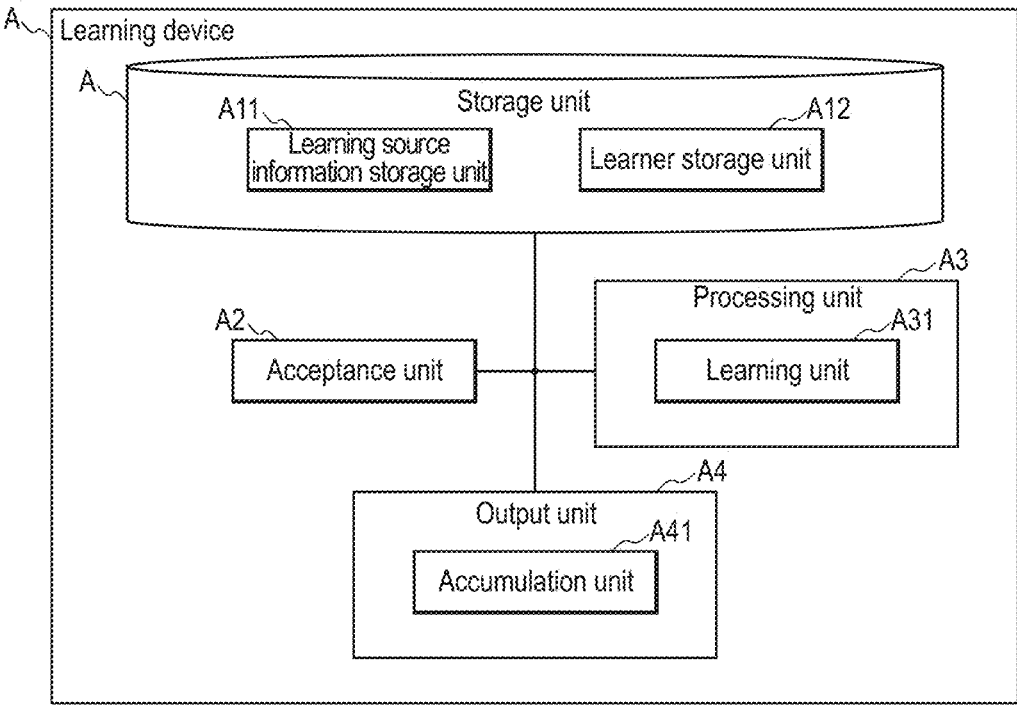 A
Learning device
A
Storage unit
A11
A12
Learning source
information storage unit
Learner storage unit
A3
Processing unit
A2
A31
Acceptance unit
Learning unit
A4
Output unit
A41
Accumulation unit